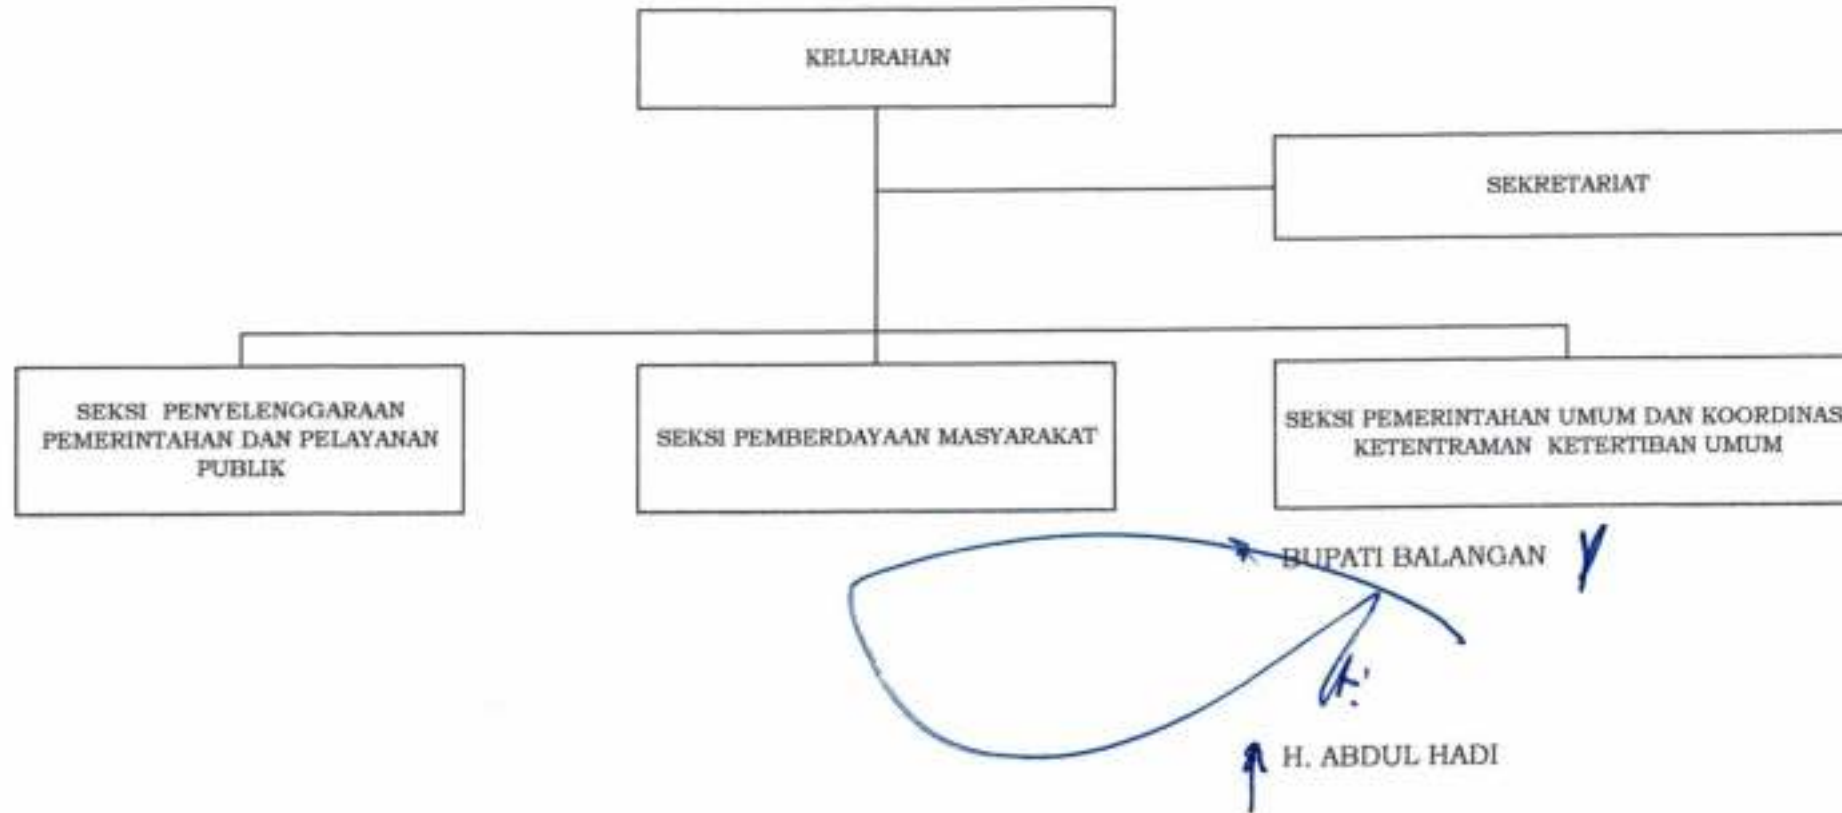 KELURAHAN
SEKRETARIAT
SEKSI PENYELENGGARAAN
PEMERINTAHAN DAN PELAYANAN
PUBLIK
SEKSI PEMBERDAYAAN MASYARAKAT
SEKSI PEMERINTAHAN UMUM DAN KOORDINAS
KETENTRAMAN KETERTIBAN UMUM
BUPATI BALANGAN
H. ABDUL HADI